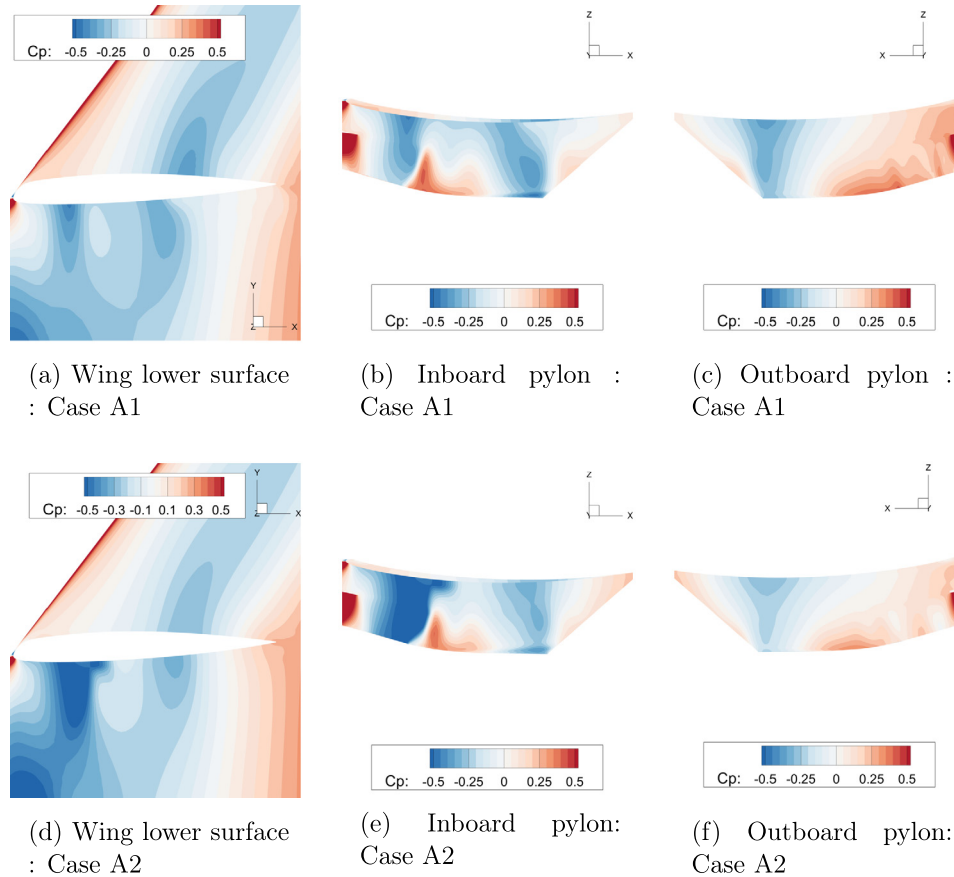 Cp: -0.5 -0.25 0 0.25 0.5
Y
Z X
(a) Wing lower surface
: Case A1
Z
Y X
Cp: -0.5 -0.25 0 0.25 0.5
(b) Inboard pylon :
Case A1
Z
X Y
Cp: -0.5 -0.25 0 0.25 0.5
(c) Outboard pylon :
Case A1
Cp: -0.5 -0.3 -0.1 0.1 0.3 0.5
Y
Z X
(d) Wing lower surface
: Case A2
Z
Y X
Cp: -0.5 -0.25 0 0.25 0.5
(e) Inboard pylon:
Case A2
Z
X Y
Cp: -0.5 -0.25 0 0.25 0.5
(f) Outboard pylon:
Case A2